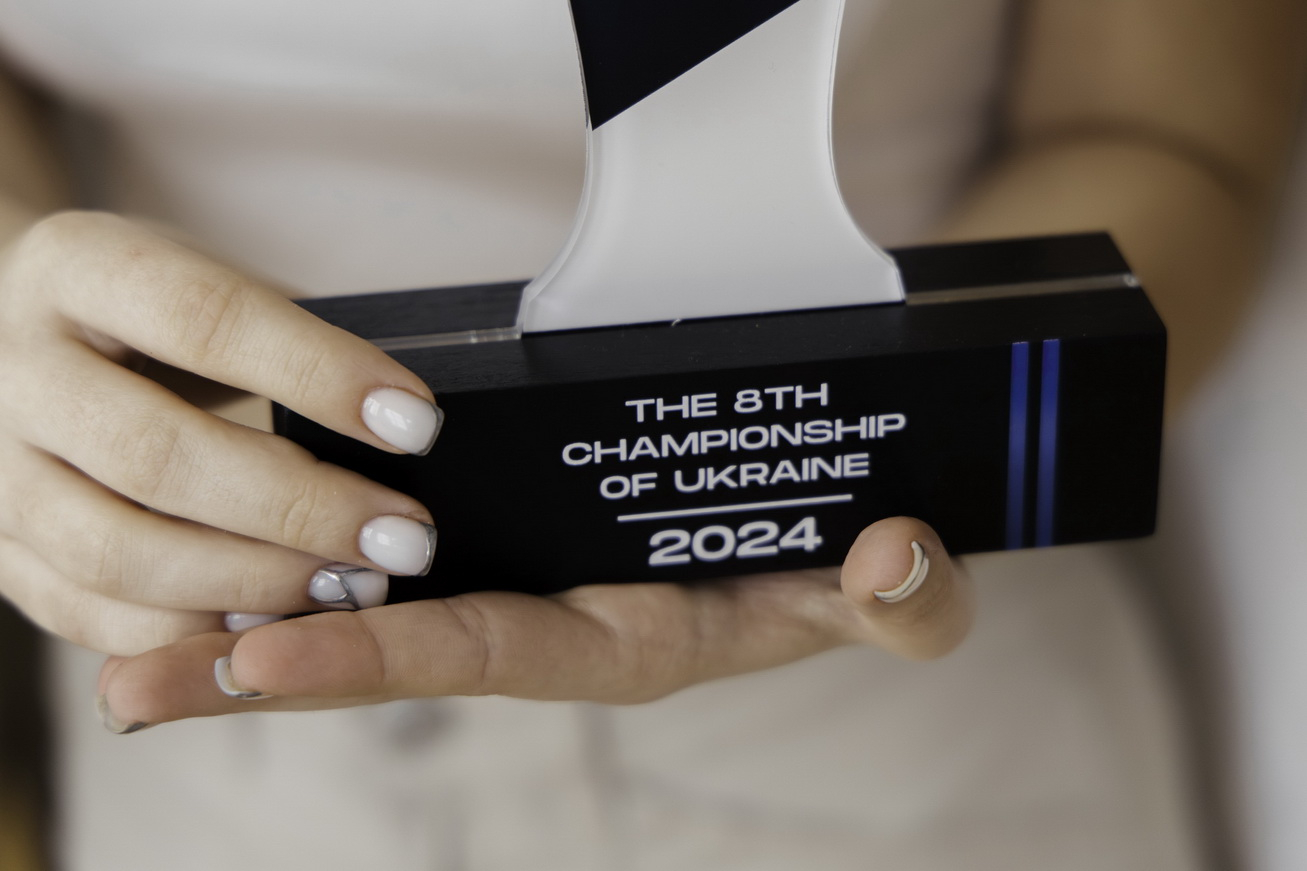 THE 8TH
CHAMPIONSHIP
OF UKRAINE
2024